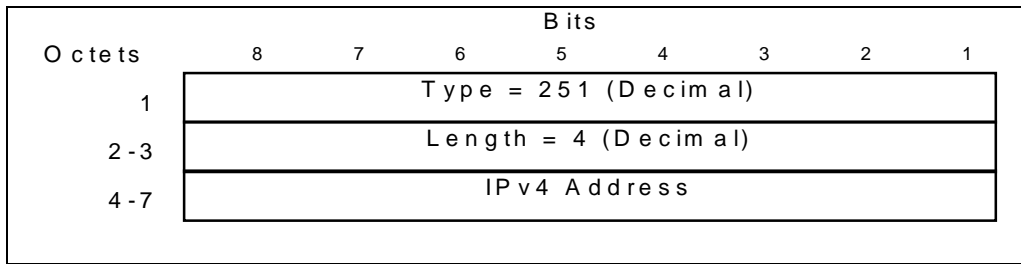 Bits
Octets 8 7 6 5 4 3 2 1
1 Type = 251 (Decimal)
2-3 Length = 4 (Decimal)
4-7 IPv4 Address